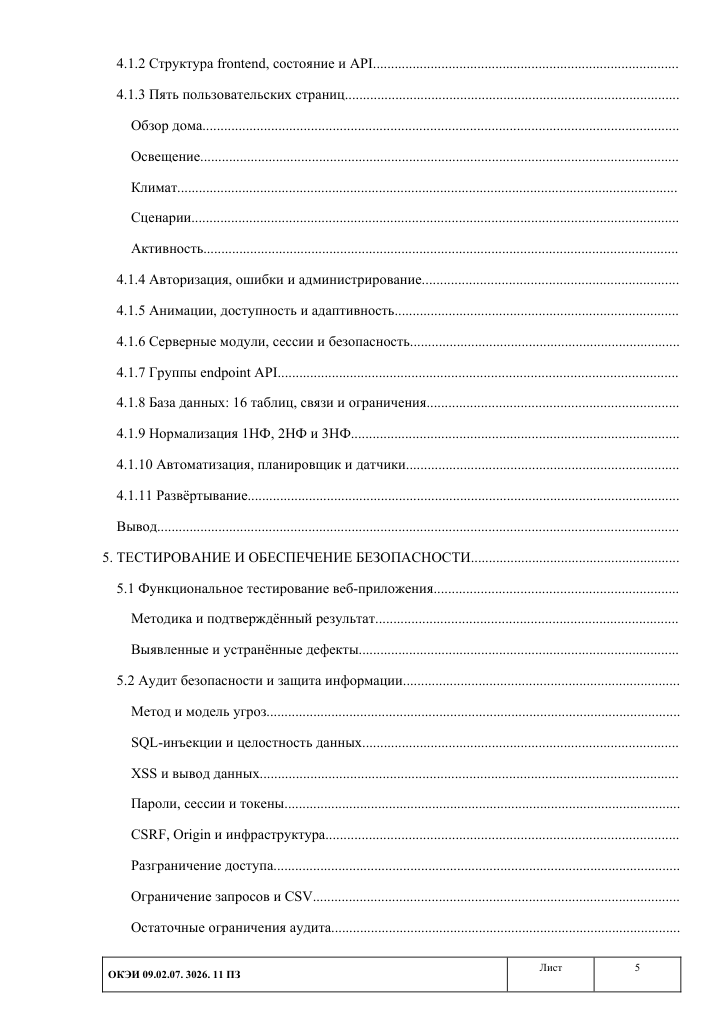 4.1.2 Структура frontend, состояние и API........................................................................................
4.1.3 Пять пользовательских страниц................................................................................................
Обзор дома....................................................................................................................................
Освещение.....................................................................................................................................
Климат...........................................................................................................................................
Сценарии.......................................................................................................................................
Активность....................................................................................................................................
4.1.4 Авторизация, ошибки и администрирование..........................................................................
4.1.5 Анимации, доступность и адаптивность..................................................................................
4.1.6 Серверные модули, сессии и безопасность..............................................................................
4.1.7 Группы endpoint API..................................................................................................................
4.1.8 База данных: 16 таблиц, связи и ограничения.........................................................................
4.1.9 Нормализация 1НФ, 2НФ и 3НФ..............................................................................................
4.1.10 Автоматизация, планировщик и датчики...............................................................................
4.1.11 Развёртывание..........................................................................................................................
Вывод..................................................................................................................................................
5. ТЕСТИРОВАНИЕ И ОБЕСПЕЧЕНИЕ БЕЗОПАСНОСТИ............................................................
5.1 Функциональное тестирование веб-приложения.......................................................................
Методика и подтверждённый результат.......................................................................................
Выявленные и устранённые дефекты...........................................................................................
5.2 Аудит безопасности и защита информации...............................................................................
Метод и модель угроз....................................................................................................................
SQL-инъекции и целостность данных..........................................................................................
XSS и вывод данных......................................................................................................................
Пароли, сессии и токены...............................................................................................................
CSRF, Origin и инфраструктура....................................................................................................
Разграничение доступа..................................................................................................................
Ограничение запросов и CSV.......................................................................................................
Остаточные ограничения аудита..................................................................................................
ОКЭИ 09.02.07. 3026. 11 ПЗ
Лист
5